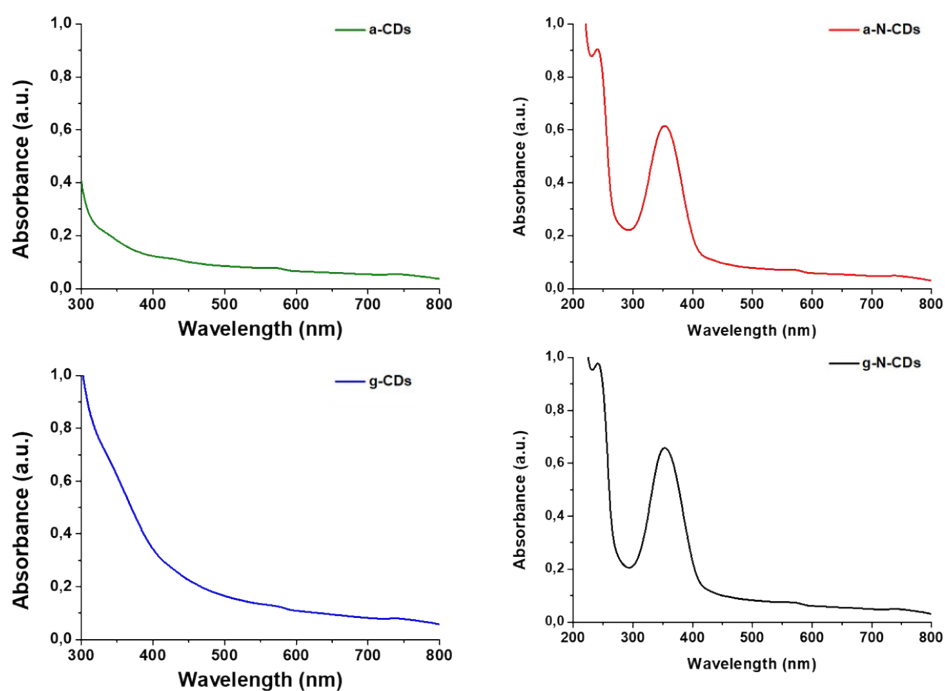 a-CDs
Absorbance (a.u.)
1,0
0,8
0,6
0,4
0,2
0,0
300 400 500 600 700 800
Wavelength (nm)
a-N-CDs
Absorbance (a.u.)
1,0
0,8
0,6
0,4
0,2
0,0
200 300 400 500 600 700 800
Wavelength (nm)
g-CDs
Absorbance (a.u.)
1,0
0,8
0,6
0,4
0,2
0,0
300 400 500 600 700 800
Wavelength (nm)
g-N-CDs
Absorbance (a.u.)
1,0
0,8
0,6
0,4
0,2
0,0
200 300 400 500 600 700 800
Wavelength (nm)